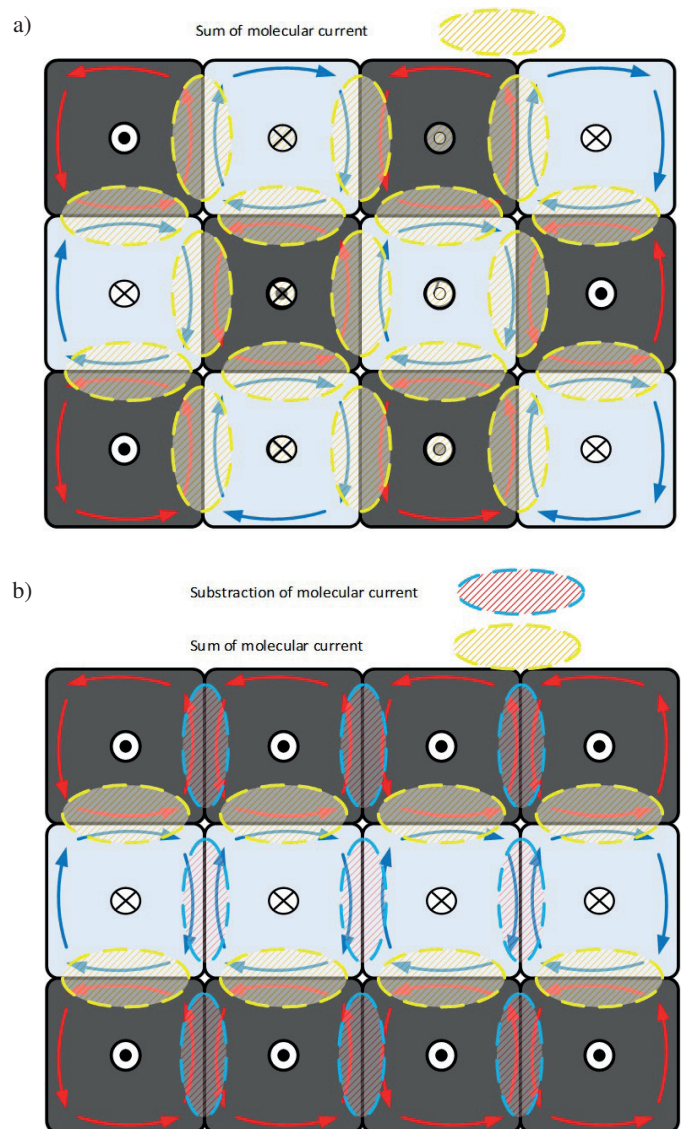 a)
Sum of molecular current
b)
Substraction of molecular current
Sum of molecular current